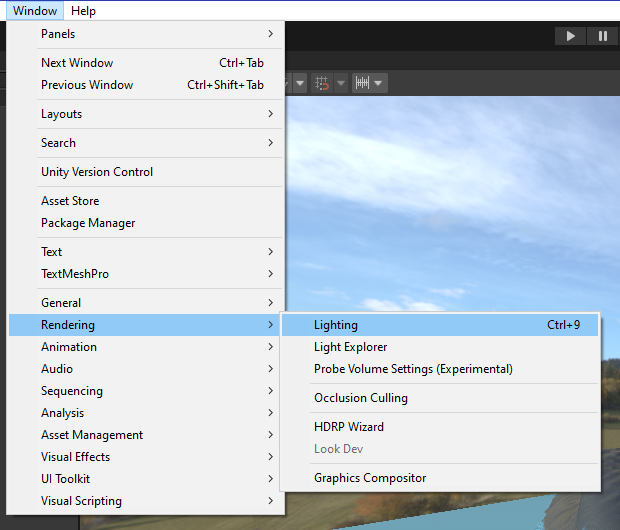 Window Help
Panels
Next Window Ctrl+Tab
Previous Window Ctrl+Shift+Tab
Layouts
Search
Unity Version Control
Asset Store
Package Manager
Text
TextMeshPro
General
Rendering
Animation
Audio
Sequencing
Analysis
Asset Management
Visual Effects
UI Toolkit
Visual Scripting
Lighting Ctrl+9
Light Explorer
Probe Volume Settings (Experimental)
Occlusion Culling
HDRP Wizard
Look Dev
Graphics Compositor